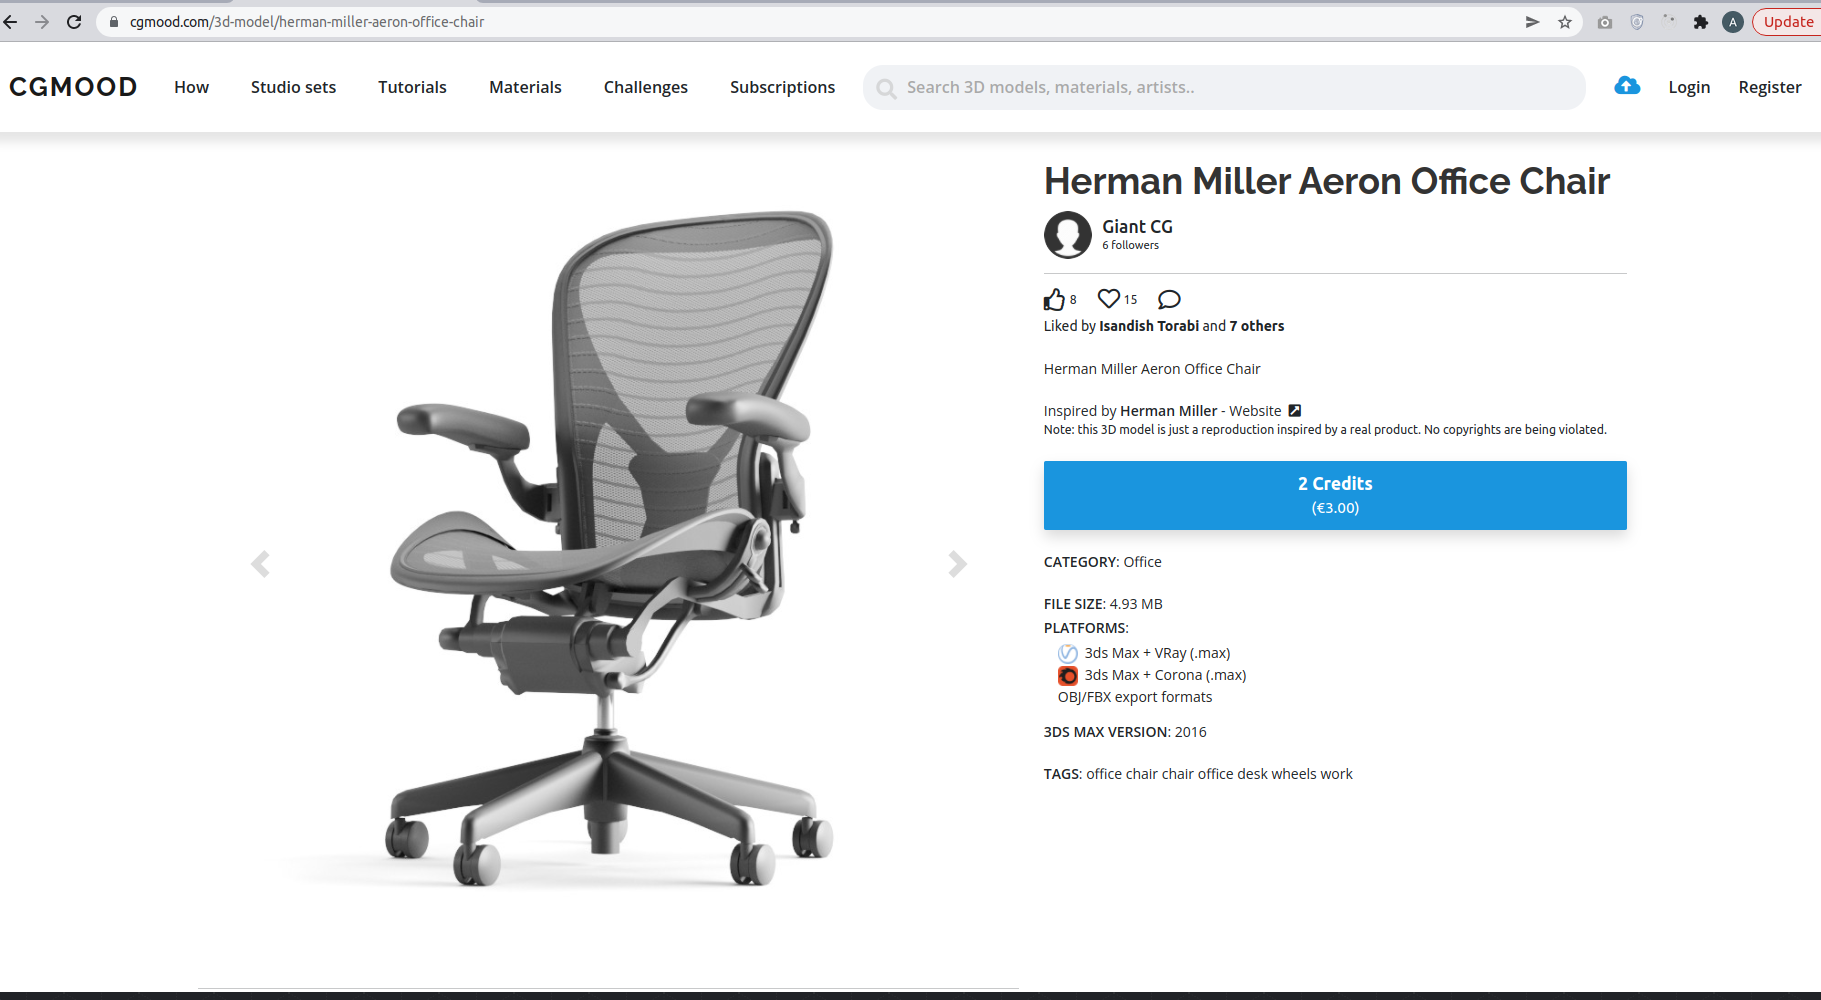 cgmood.com/3d-model/herman-miller-aeron-office-chair
A
Update
CGMOOD
How
Studio sets
Tutorials
Materials
Challenges
Subscriptions
Search 3D models, materials, artists..
Login
Register
Herman Miller Aeron Office Chair
Giant CG
6 followers
8
15
Liked by Isandish Torabi and 7 others
Herman Miller Aeron Office Chair
Inspired by Herman Miller - Website
Note: this 3D model is just a reproduction inspired by a real product. No copyrights are being violated.
2 Credits
(€3.00)
CATEGORY: Office
FILE SIZE: 4.93 MB
PLATFORMS:
3ds Max + VRay (.max)
3ds Max + Corona (.max)
OBJ/FBX export formats
3DS MAX VERSION: 2016
TAGS: office chair chair office desk wheels work